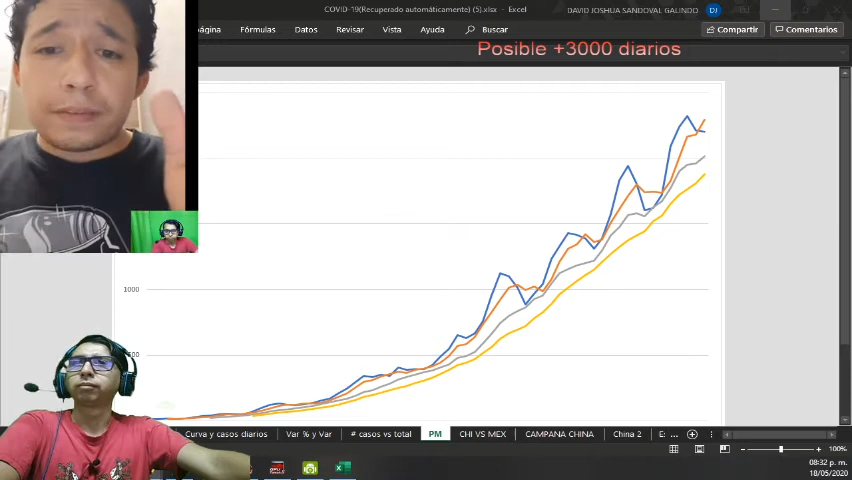 COVID-19(Recuperado automáticamente) (5).xlsx - Excel
DAVID JOSHUA SANDOVAL GALINDO
DJ
Fórmulas Datos Revisar Vista Ayuda Buscar
Compartir Comentarios
Posible +3000 diarios
1000
Curva y casos diarios Var % y Var # casos vs total PM CHI VS MEX CAMPANA CHINA China 2
100%
08:32 p. m.
18/05/2020